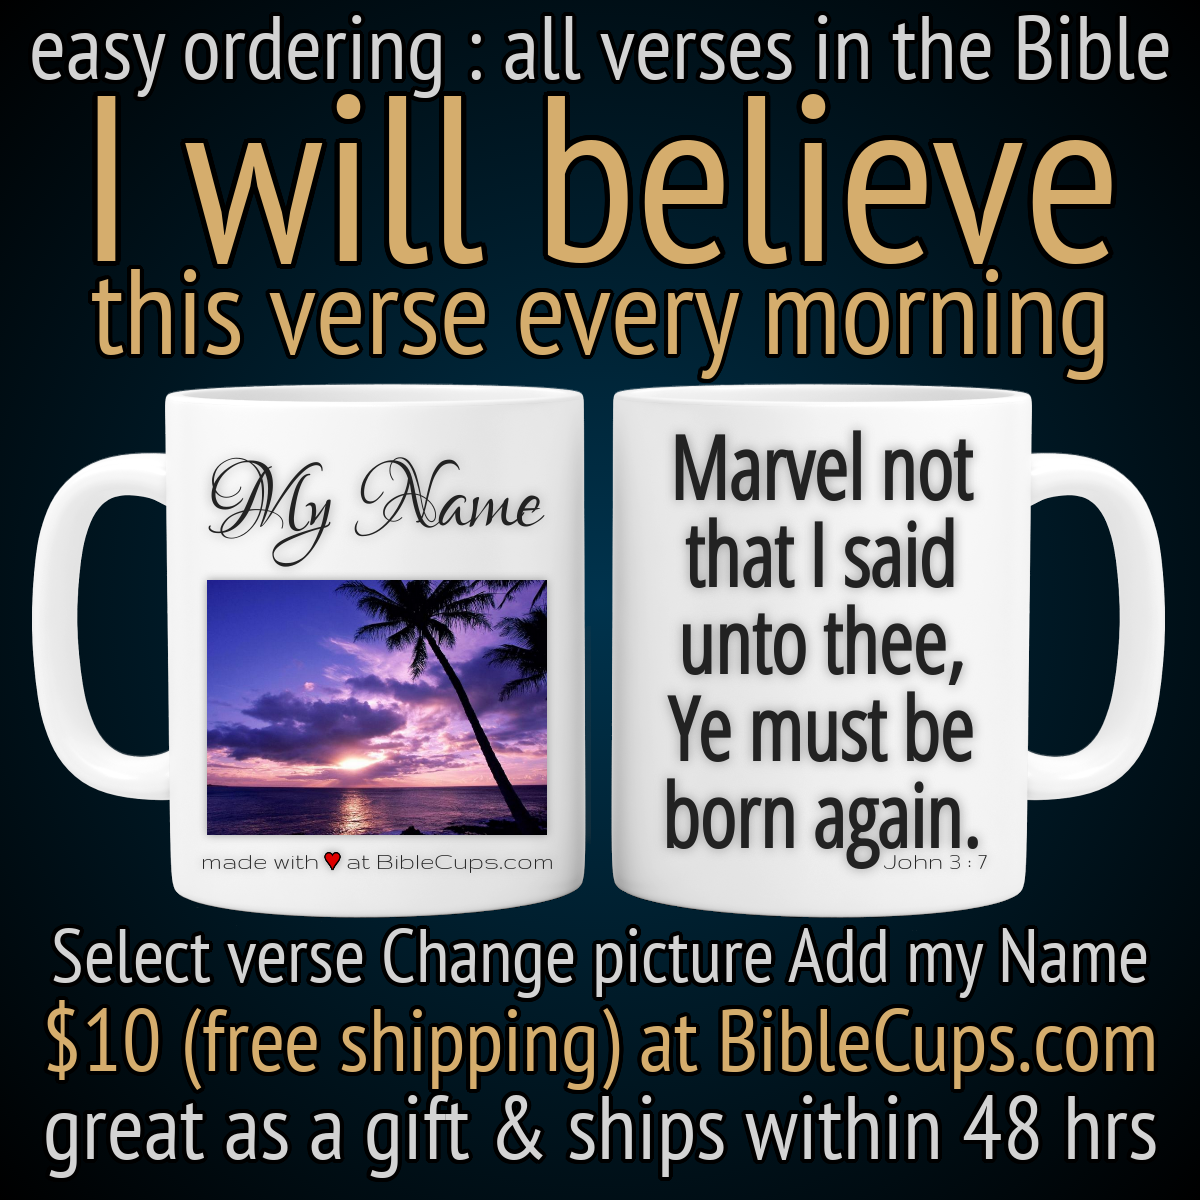 easy ordering : all verses in the Bible
I will believe
this verse every morning
My Name
made with ❤ at BibleCups.com
Marvel not
that I said
unto thee,
Ye must be
born again.
John 3 : 7
Select verse Change picture Add my Name
$10 (free shipping) at BibleCups.com
great as a gift & ships within 48 hrs